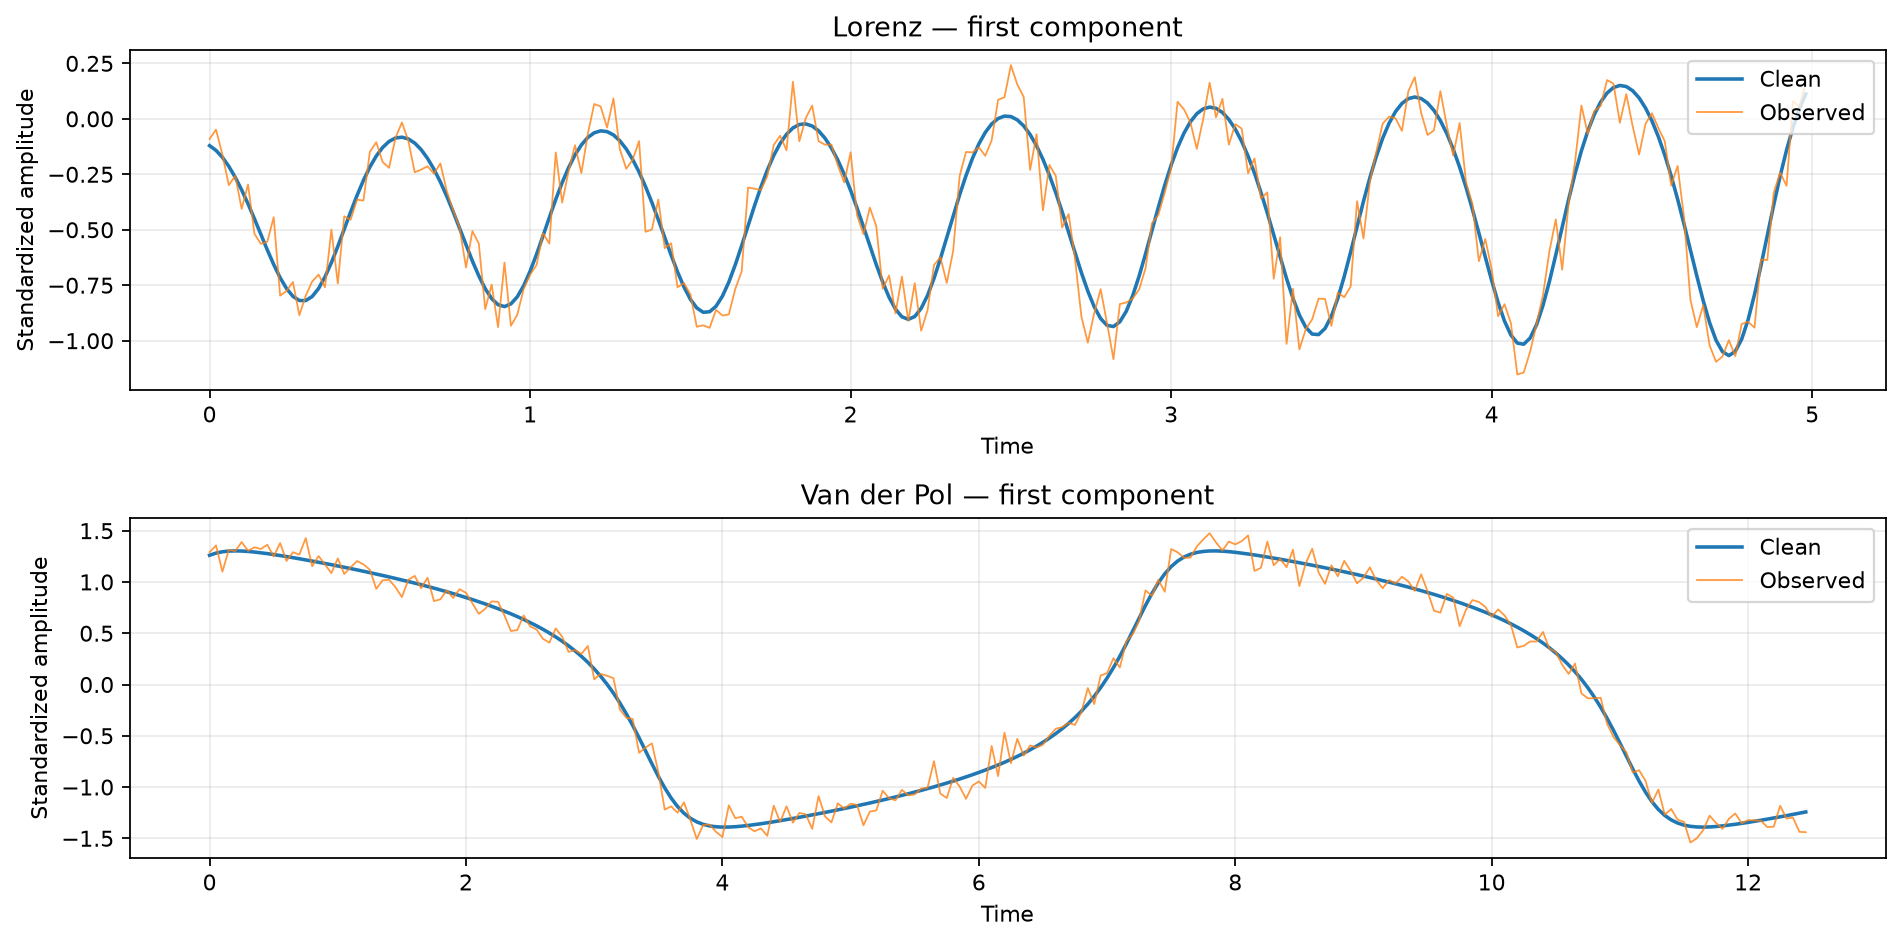 Lorenz — first component
Standardized amplitude
0.25
0.00
−0.25
−0.50
−0.75
−1.00
Clean
Observed
0 1 2 3 4 5
Time
Van der Pol — first component
Standardized amplitude
1.5
1.0
0.5
0.0
−0.5
−1.0
−1.5
Clean
Observed
0 2 4 6 8 10 12
Time